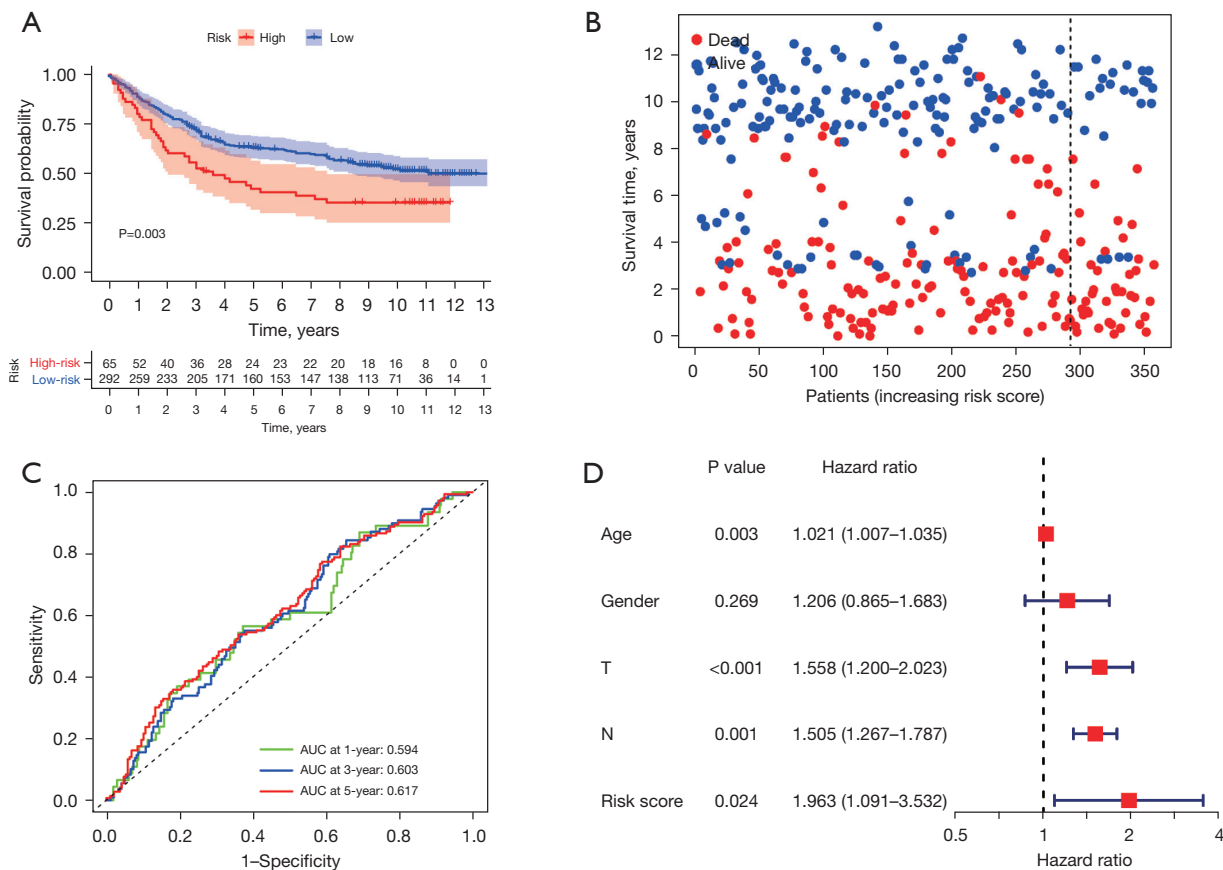 A
Risk High Low
Survival probability
1.00
0.75
0.50
0.25
0.00
P=0.003
0 1 2 3 4 5 6 7 8 9 10 11 12 13
Time, years
Risk
High-risk 65 52 40 36 28 24 23 22 20 18 16 8 0 0
Low-risk 292 259 233 205 171 160 153 147 138 113 71 36 14 1
0 1 2 3 4 5 6 7 8 9 10 11 12 13
Time, years
B
Dead
Alive
Survival time, years
12
10
8
6
4
2
0
0 50 100 150 200 250 300 350
Patients (increasing risk score)
C
Sensitivity
1.0
0.8
0.6
0.4
0.2
0.0
AUC at 1-year: 0.594
AUC at 3-year: 0.603
AUC at 5-year: 0.617
0.0 0.2 0.4 0.6 0.8 1.0
1–Specificity
D
P value Hazard ratio
Age 0.003 1.021 (1.007–1.035)
Gender 0.269 1.206 (0.865–1.683)
T <0.001 1.558 (1.200–2.023)
N 0.001 1.505 (1.267–1.787)
Risk score 0.024 1.963 (1.091–3.532)
0.5 1 2 4
Hazard ratio